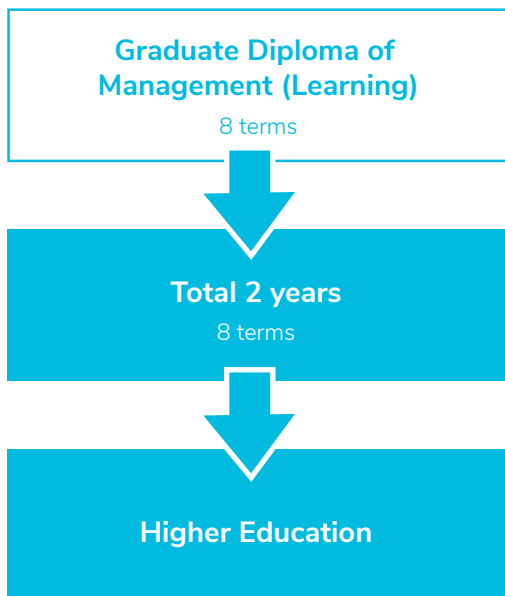 Graduate Diploma of
Management (Learning)
8 terms
Total 2 years
8 terms
Higher Education